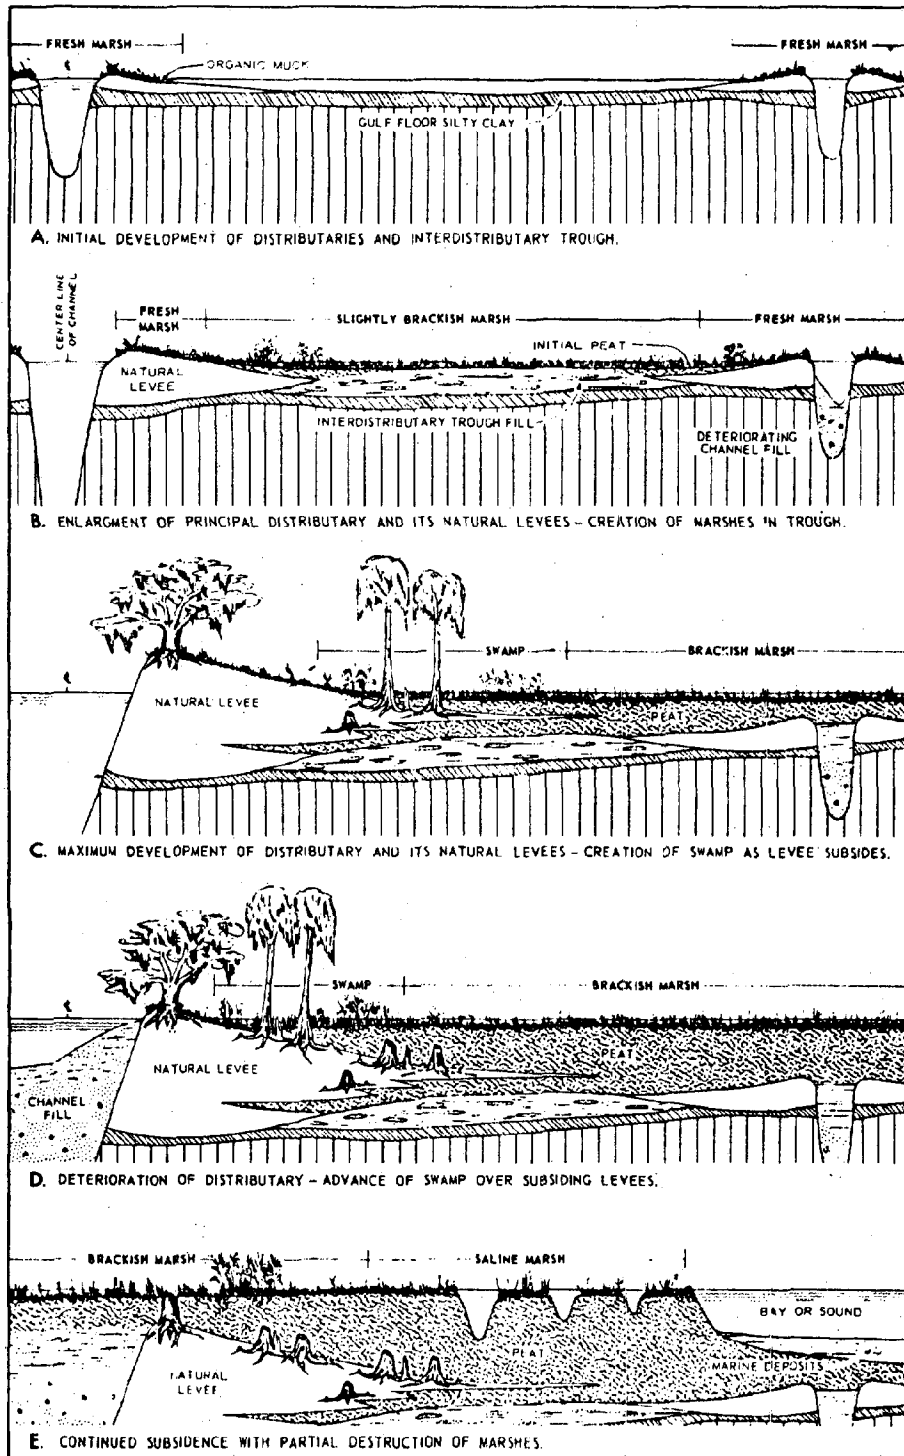 FRESH MARSH
FRESH MARSH
ORGANIC MUCK
GULF FLOOR SILTY CLAY
A. INITIAL DEVELOPMENT OF DISTRIBUTARIES AND INTERDISTRIBUTARY TROUGH.
CENTER LINE
OF CHANNEL
FRESH
MARSH
SLIGHTLY BRACKISH MARSH
FRESH MARSH
INITIAL PEAT
NATURAL
LEVEE
INTERDISTRIBUTARY TROUGH FILL
DETERIORATING
CHANNEL FILL
B. ENLARGMENT OF PRINCIPAL DISTRIBUTARY AND ITS NATURAL LEVEES – CREATION OF MARSHES IN TROUGH.
SWAMP
BRACKISH MARSH
NATURAL LEVEE
PEAT
C. MAXIMUM DEVELOPMENT OF DISTRIBUTARY AND ITS NATURAL LEVEES – CREATION OF SWAMP AS LEVEE SUBSIDES.
SWAMP
BRACKISH MARSH
PEAT
NATURAL LEVEE
CHANNEL
FILL
D. DETERIORATION OF DISTRIBUTARY – ADVANCE OF SWAMP OVER SUBSIDING LEVEES.
BRACKISH MARSH
SALINE MARSH
BAY OR SOUND
PEAT
MARINE DEPOSITS
NATURAL
LEVEE
E. CONTINUED SUBSIDENCE WITH PARTIAL DESTRUCTION OF MARSHES.